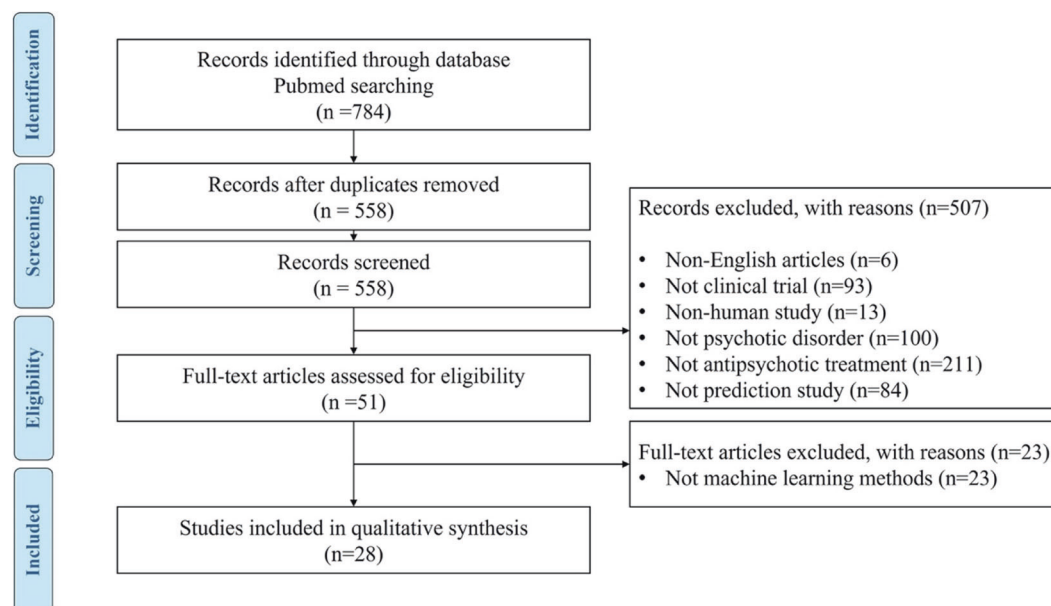 Identification
Records identified through database
Pubmed searching
(n =784)
Screening
Records after duplicates removed
(n = 558)
Records screened
(n = 558)
Records excluded, with reasons (n=507)
• Non-English articles (n=6)
• Not clinical trial (n=93)
• Non-human study (n=13)
• Not psychotic disorder (n=100)
• Not antipsychotic treatment (n=211)
• Not prediction study (n=84)
Eligibility
Full-text articles assessed for eligibility
(n =51)
Full-text articles excluded, with reasons (n=23)
• Not machine learning methods (n=23)
Included
Studies included in qualitative synthesis
(n=28)